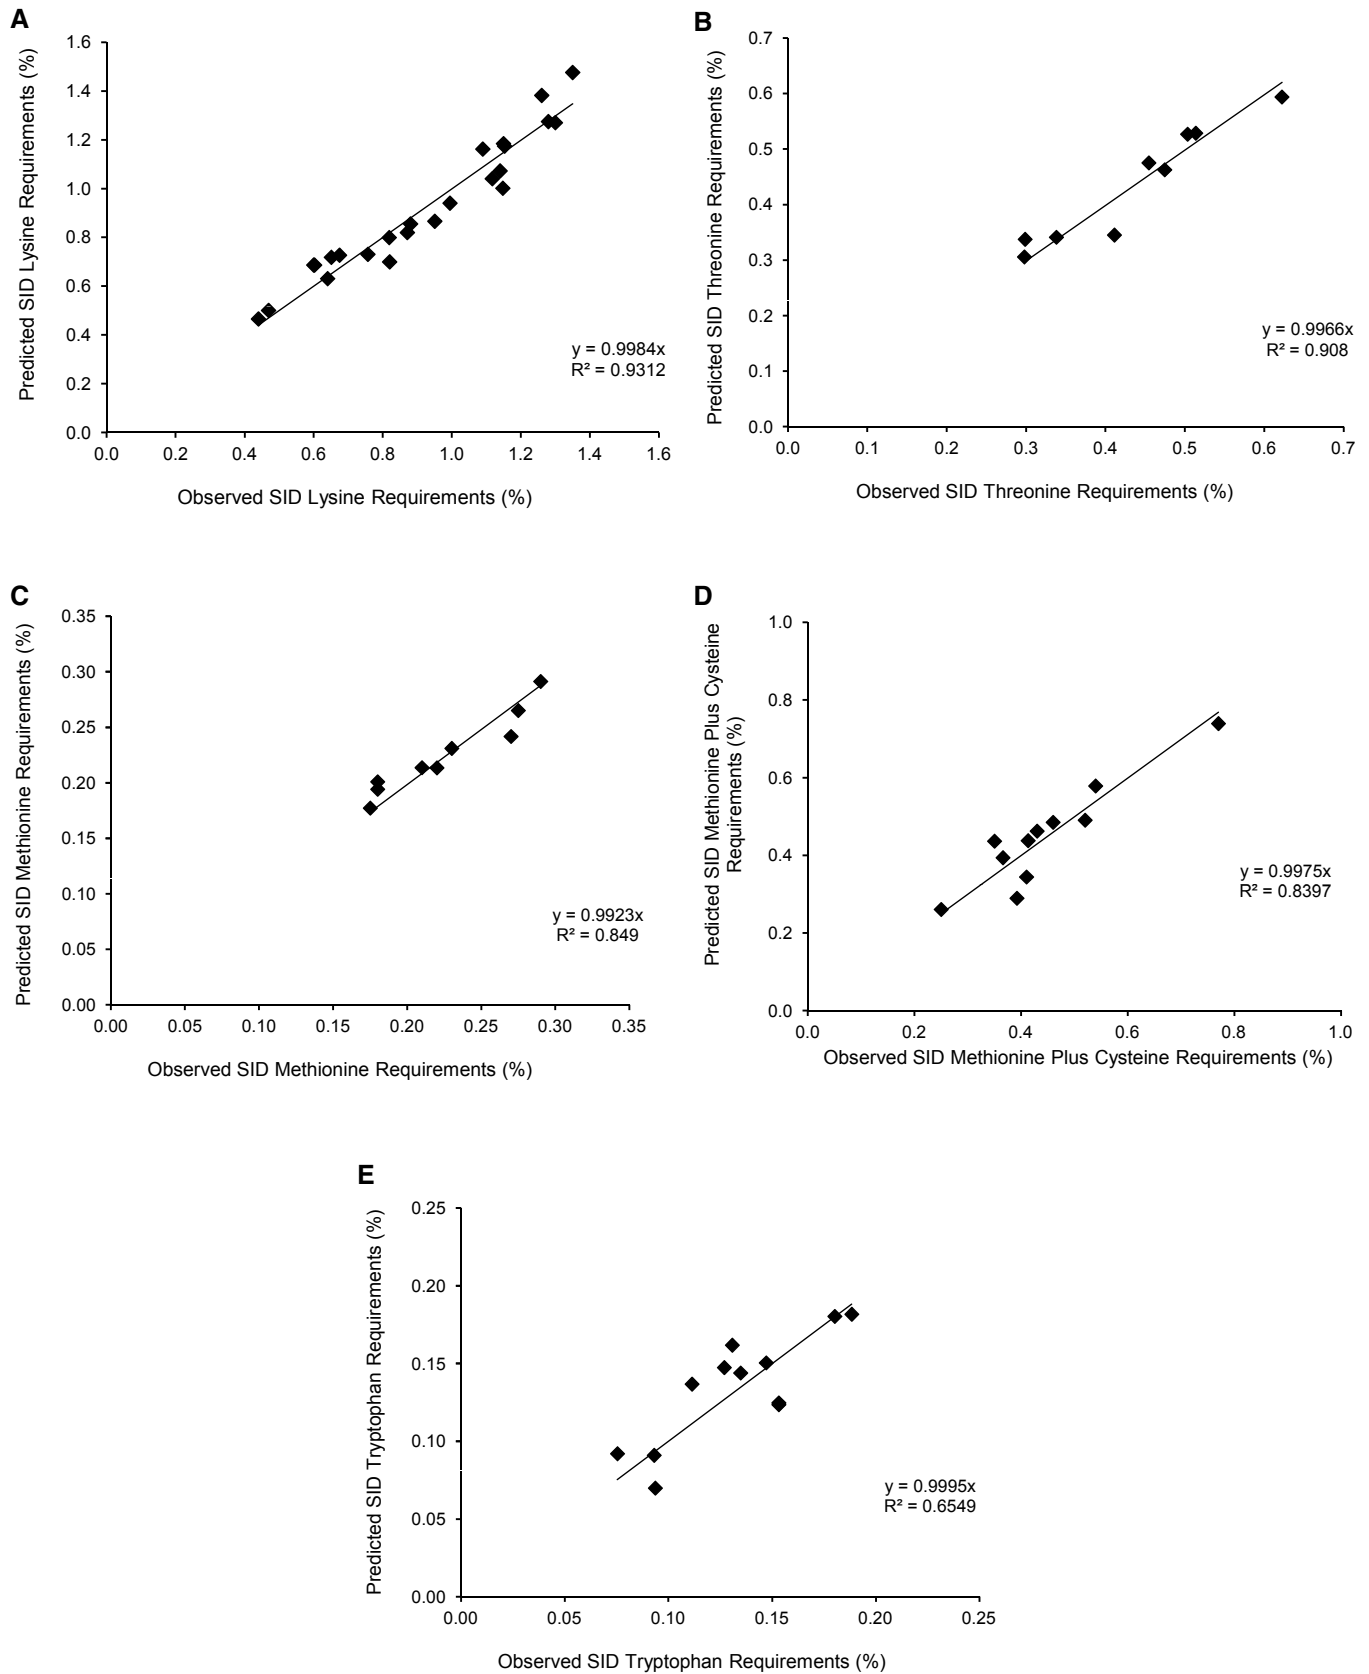 A
Predicted SID Lysine Requirements (%)
1.6
1.4
1.2
1.0
0.8
0.6
0.4
0.2
0.0
0.0 0.2 0.4 0.6 0.8 1.0 1.2 1.4 1.6
Observed SID Lysine Requirements (%)
y = 0.9984x
R² = 0.9312
B
Predicted SID Threonine Requirements (%)
0.7
0.6
0.5
0.4
0.3
0.2
0.1
0.0
0.0 0.1 0.2 0.3 0.4 0.5 0.6 0.7
Observed SID Threonine Requirements (%)
y = 0.9966x
R² = 0.908
C
Predicted SID Methionine Requirements (%)
0.35
0.30
0.25
0.20
0.15
0.10
0.05
0.00
0.00 0.05 0.10 0.15 0.20 0.25 0.30 0.35
Observed SID Methionine Requirements (%)
y = 0.9923x
R² = 0.849
D
Predicted SID Methionine Plus Cysteine
Requirements (%)
1.0
0.8
0.6
0.4
0.2
0.0
0.0 0.2 0.4 0.6 0.8 1.0
Observed SID Methionine Plus Cysteine Requirements (%)
y = 0.9975x
R² = 0.8397
E
Predicted SID Tryptophan Requirements (%)
0.25
0.20
0.15
0.10
0.05
0.00
0.00 0.05 0.10 0.15 0.20 0.25
Observed SID Tryptophan Requirements (%)
y = 0.9995x
R² = 0.6549